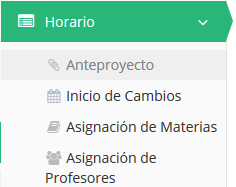 Horario
Anteproyecto
Inicio de Cambios
Asignación de Materias
Asignación de
Profesores